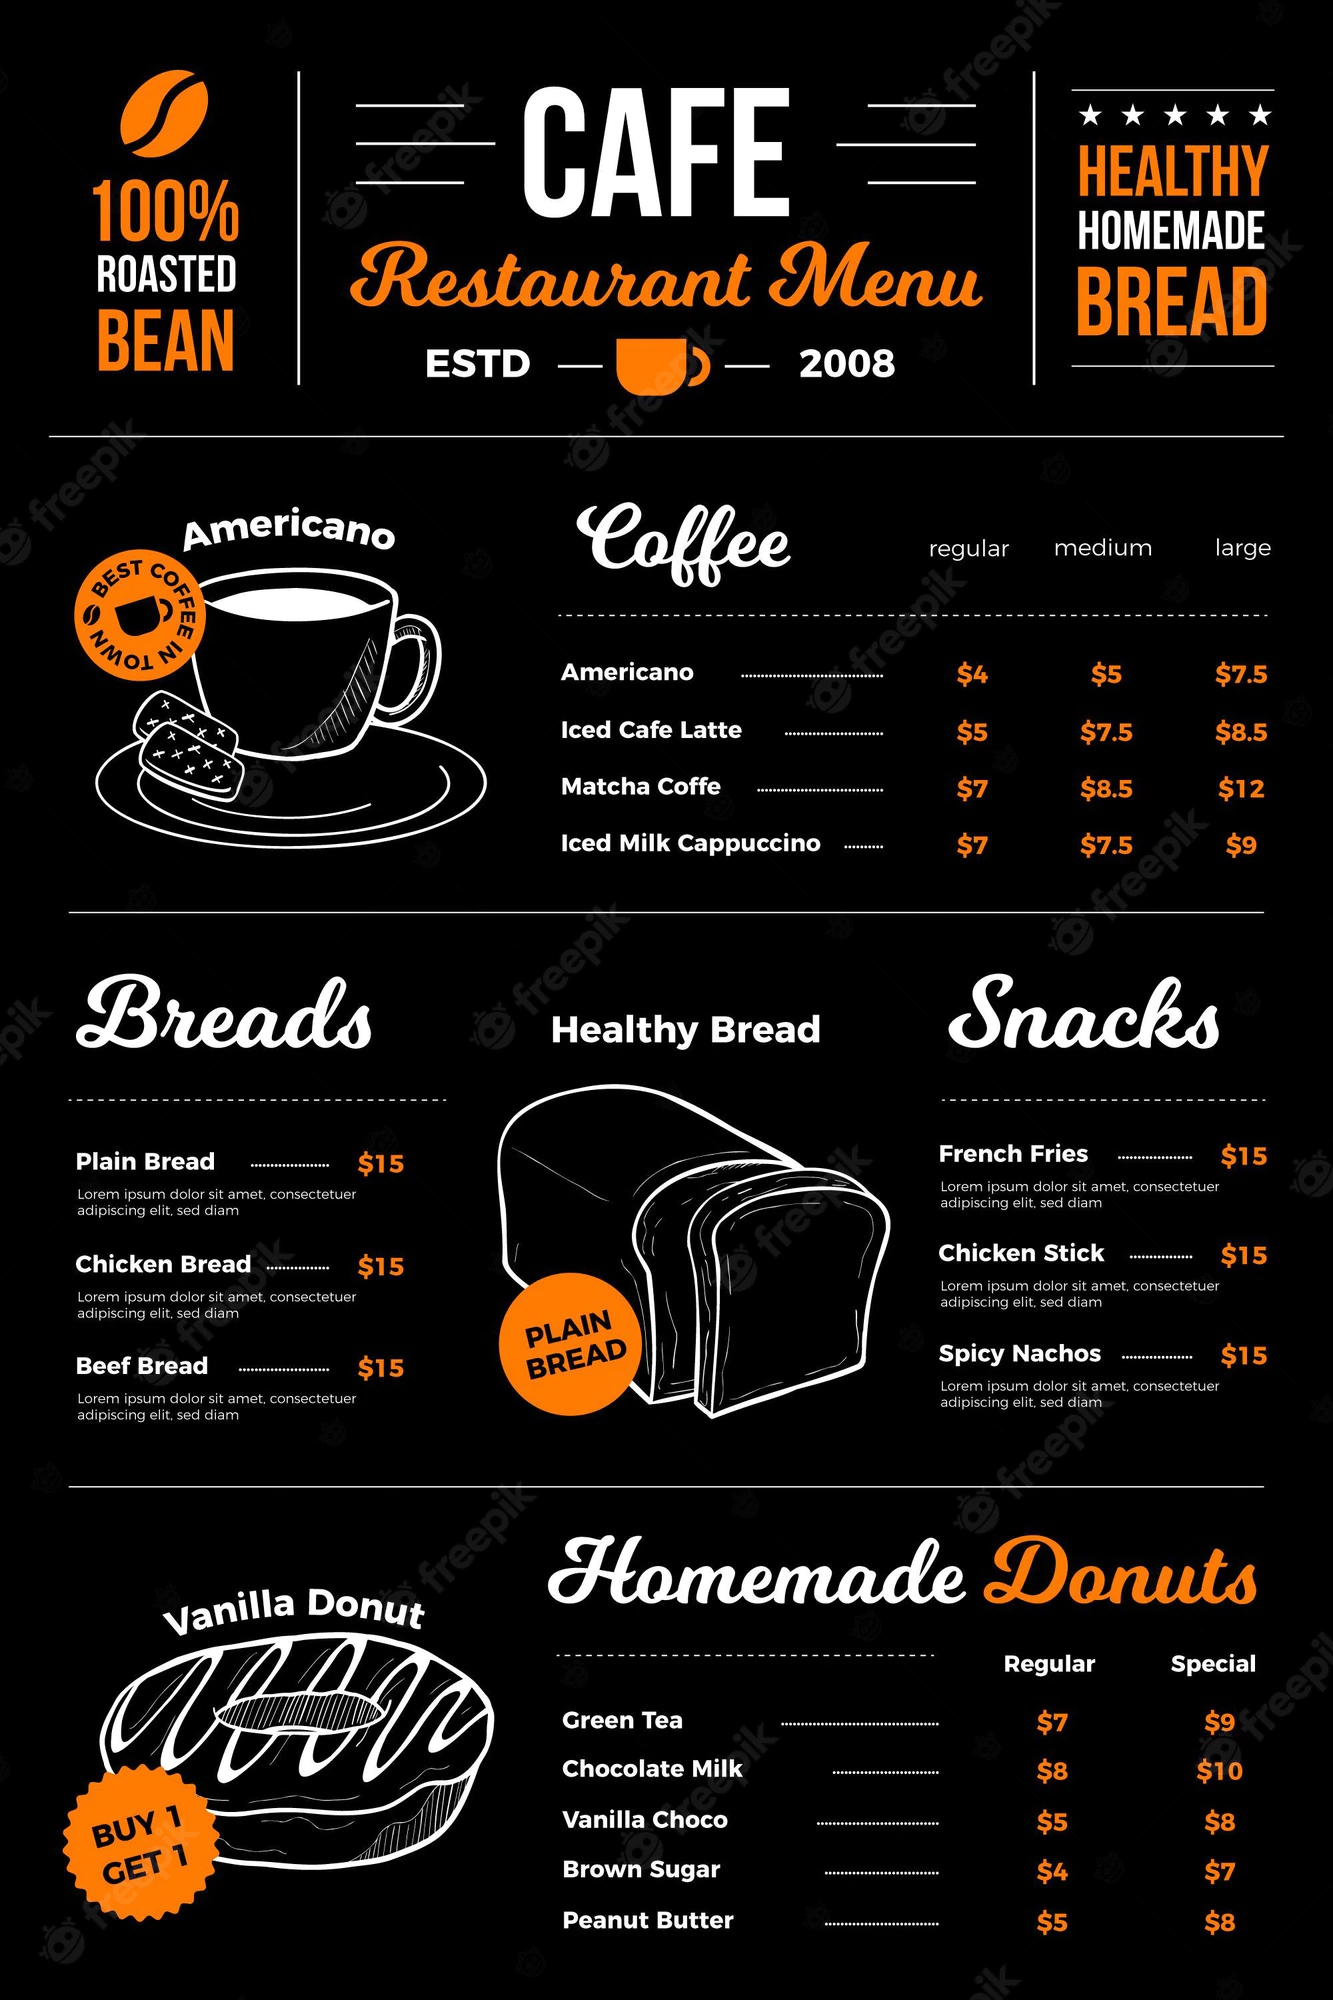 100%
ROASTED
BEAN
CAFE
Restaurant Menu
ESTD 2008
HEALTHY
HOMEMADE
BREAD
Americano
BEST COFFEE IN TOWN
Coffee regular medium large
Americano $4 $5 $7.5
Iced Cafe Latte $5 $7.5 $8.5
Matcha Coffe $7 $8.5 $12
Iced Milk Cappuccino $7 $7.5 $9
Breads
Plain Bread $15
Lorem ipsum dolor sit amet, consectetuer
adipiscing elit, sed diam
Chicken Bread $15
Lorem ipsum dolor sit amet, consectetuer
adipiscing elit, sed diam
Beef Bread $15
Lorem ipsum dolor sit amet, consectetuer
adipiscing elit, sed diam
Healthy Bread
PLAIN
BREAD
Snacks
French Fries $15
Lorem ipsum dolor sit amet, consectetuer
adipiscing elit, sed diam
Chicken Stick $15
Lorem ipsum dolor sit amet, consectetuer
adipiscing elit, sed diam
Spicy Nachos $15
Lorem ipsum dolor sit amet, consectetuer
adipiscing elit, sed diam
Vanilla Donut
BUY 1
GET 1
Homemade Donuts
Regular Special
Green Tea $7 $9
Chocolate Milk $8 $10
Vanilla Choco $5 $8
Brown Sugar $4 $7
Peanut Butter $5 $8
freepik